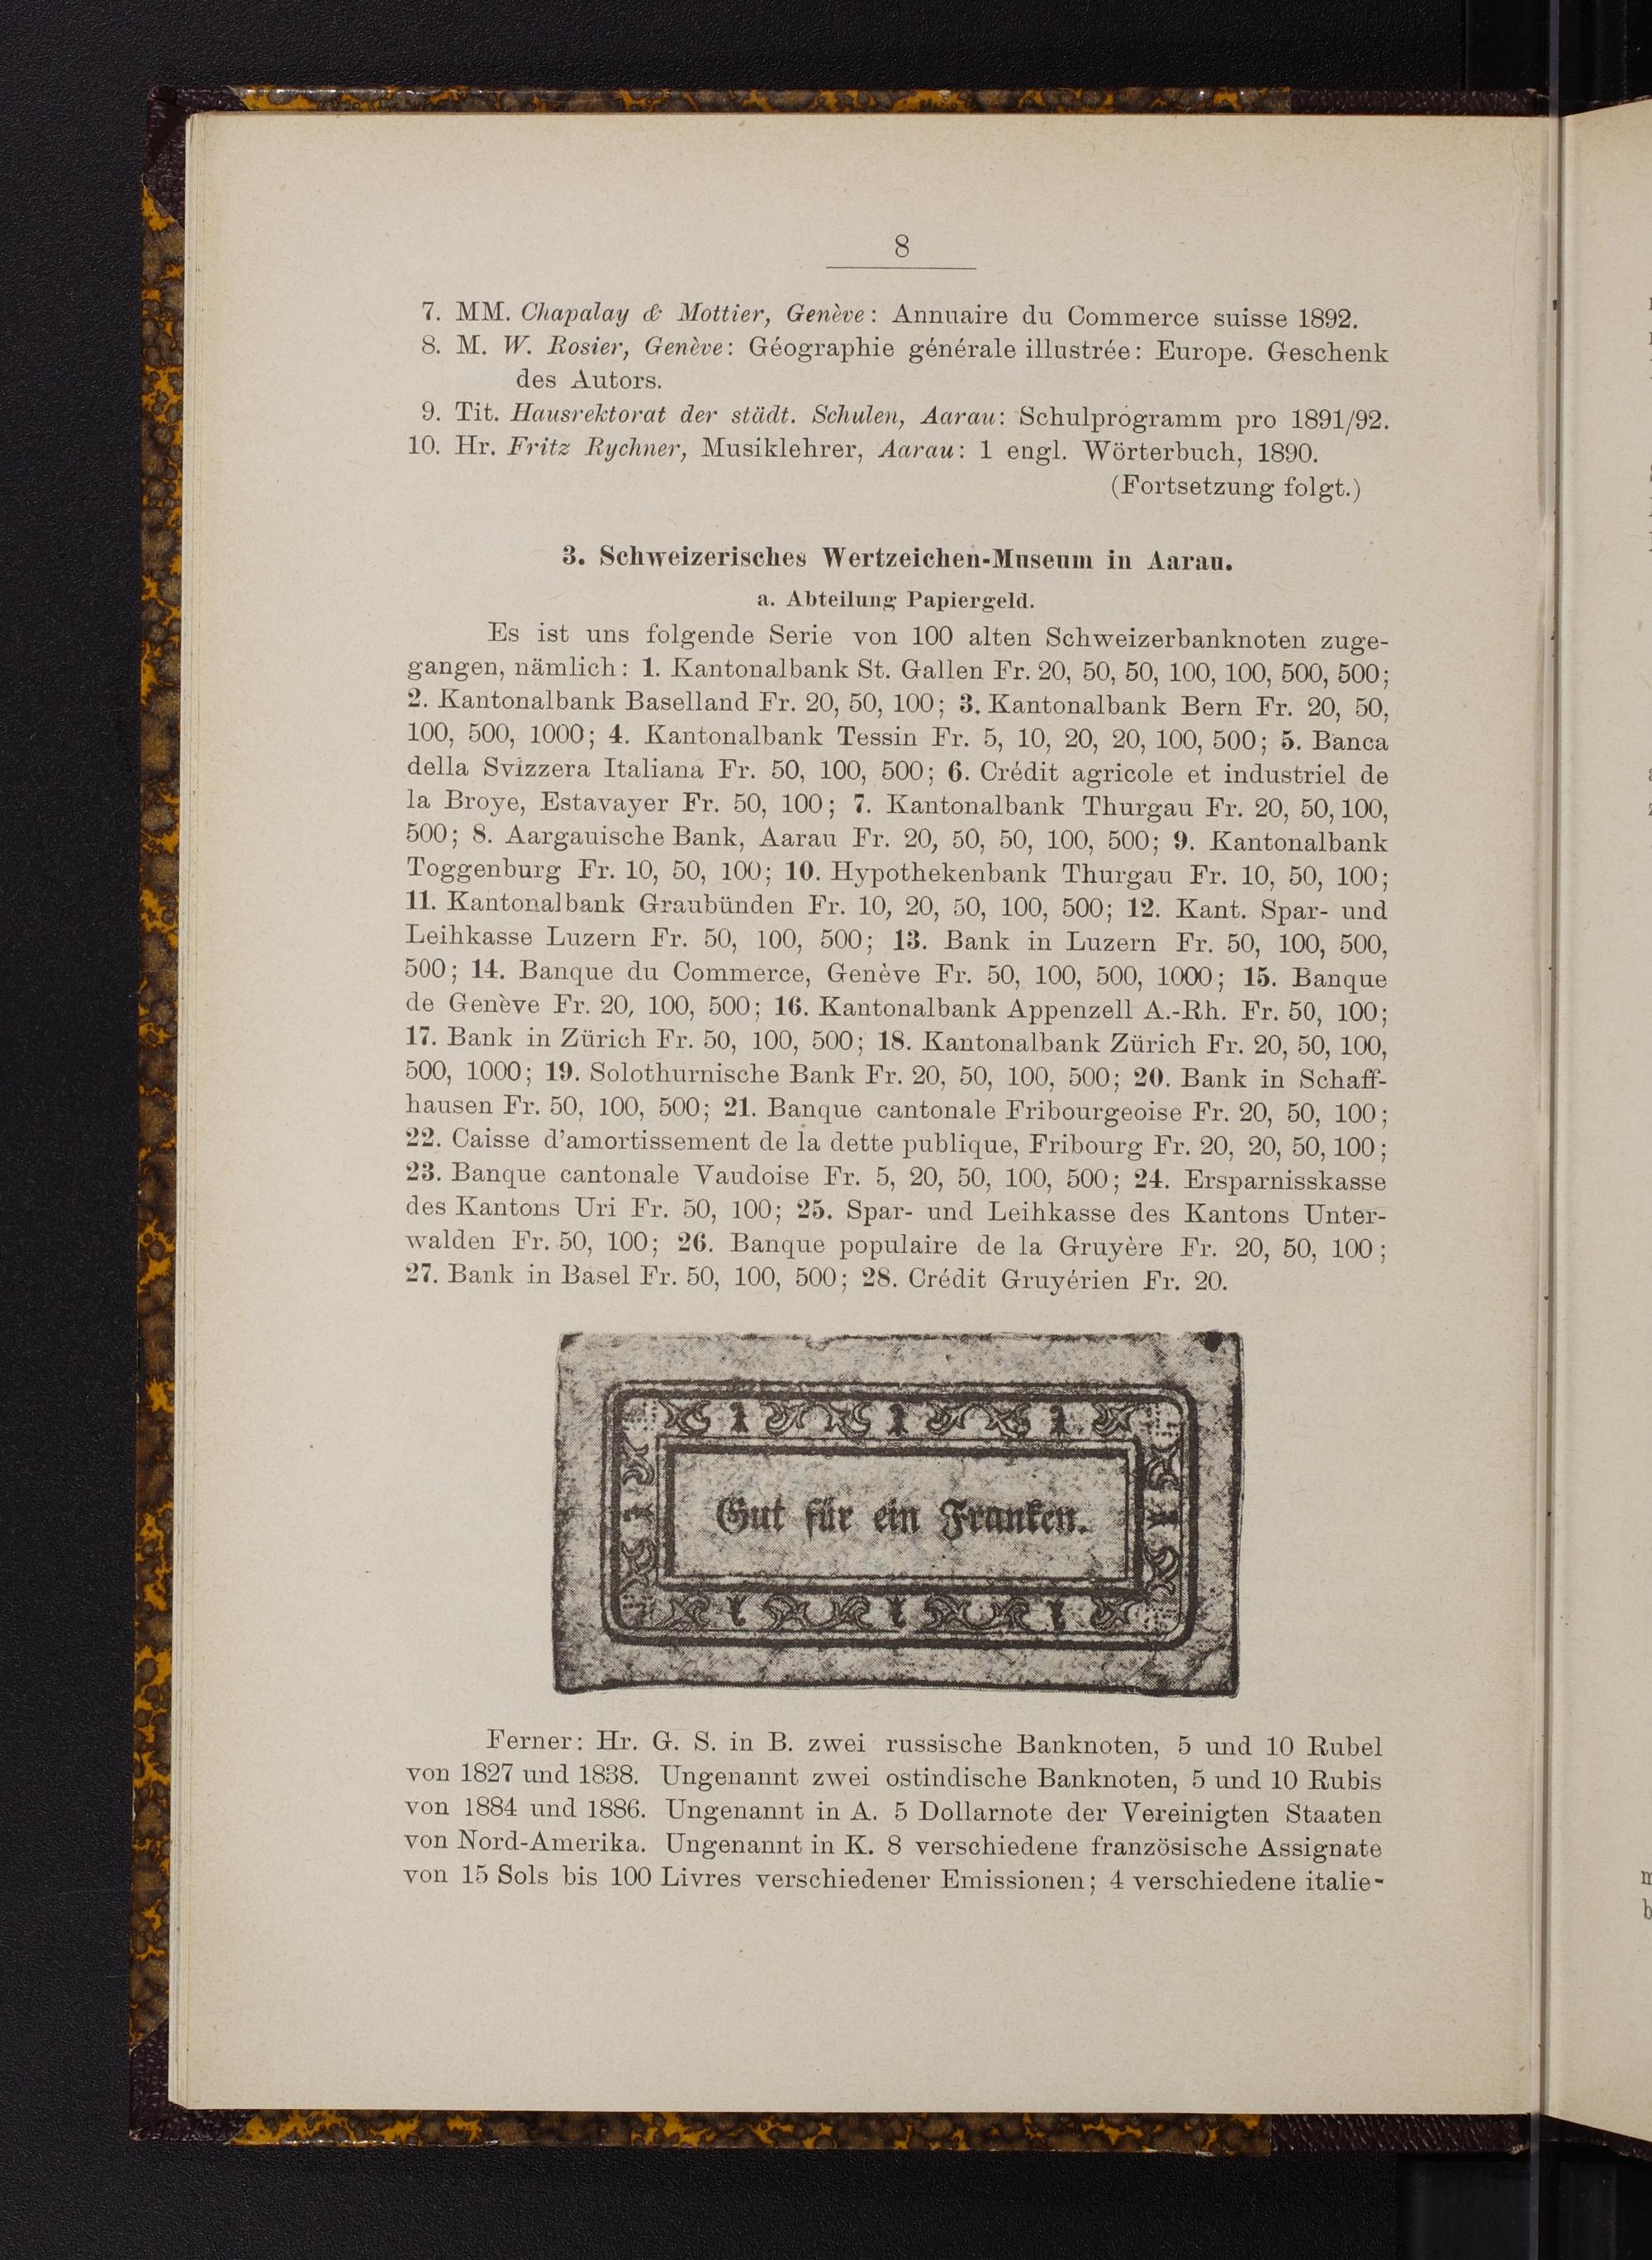 8
7. MM. Chapalay & Mottier, Genève: Annuaire du Commerce suisse 1892.
8. M. W. Rosier, Genève: Géographie générale illustrée: Europe. Geschenk
des Autors.
9. Tit. Hausrektorat der städt. Schulen, Aarau: Schulprogramm pro 1891/92.
10. Hr. Fritz Rychner, Musiklehrer, Aarau: 1 engl. Wörterbuch, 1890.
(Fortsetzung folgt.)
3. Schweizerisches Wertzeichen-Museum in Aarau.
a. Abteilung Papiergeld.
Es ist uns folgende Serie von 100 alten Schweizerbanknoten zuge-
gangen, nämlich: 1. Kantonalbank St. Gallen Fr. 20, 50, 50, 100, 100, 500, 500;
2. Kantonalbank Baselland Fr. 20, 50, 100; 3. Kantonalbank Bern Fr. 20, 50,
100, 500, 1000; 4. Kantonalbank Tessin Fr. 5, 10, 20, 20, 100, 500; 5. Banca
della Svizzera Italiana Fr. 50, 100, 500; 6. Crédit agricole et industriel de
la Broye, Estavayer Fr. 50, 100; 7. Kantonalbank Thurgau Fr. 20, 50, 100,
500; 8. Aargauische Bank, Aarau Fr. 20, 50, 50, 100, 500; 9. Kantonalbank
Toggenburg Fr. 10, 50, 100; 10. Hypothekenbank Thurgau Fr. 10, 50, 100;
11. Kantonalbank Graubünden Fr. 10, 20, 50, 100, 500; 12. Kant. Spar- und
Leihkasse Luzern Fr. 50, 100, 500; 13. Bank in Luzern Fr. 50, 100, 500,
500; 14. Banque du Commerce, Genève Fr. 50, 100, 500, 1000; 15. Banque
de Genève Fr. 20, 100, 500; 16. Kantonalbank Appenzell A.-Rh. Fr. 50, 100;
17. Bank in Zürich Fr. 50, 100, 500; 18. Kantonalbank Zürich Fr. 20, 50, 100,
500, 1000; 19. Solothurnische Bank Fr. 20, 50, 100, 500; 20. Bank in Schaff-
hausen Fr. 50, 100, 500; 21. Banque cantonale Fribourgeoise Fr. 20, 50, 100;
22. Caisse d'amortissement de la dette publique, Fribourg Fr. 20, 20, 50, 100;
23. Banque cantonale Vaudoise Fr. 5, 20, 50, 100, 500; 24. Ersparnisskasse
des Kantons Uri Fr. 50, 100; 25. Spar- und Leihkasse des Kantons Unter-
walden Fr. 50, 100; 26. Banque populaire de la Gruyère Fr. 20, 50, 100;
27. Bank in Basel Fr. 50, 100, 500; 28. Crédit Gruyérien Fr. 20.
1 1 1
Gut für ein Franken.
1 1 1
Ferner: Hr. G. S. in B. zwei russische Banknoten, 5 und 10 Rubel
von 1827 und 1838. Ungenannt zwei ostindische Banknoten, 5 und 10 Rubis
von 1884 und 1886. Ungenannt in A. 5 Dollarnote der Vereinigten Staaten
von Nord-Amerika. Ungenannt in K. 8 verschiedene französische Assignate
von 15 Sols bis 100 Livres verschiedener Emissionen; 4 verschiedene italie-